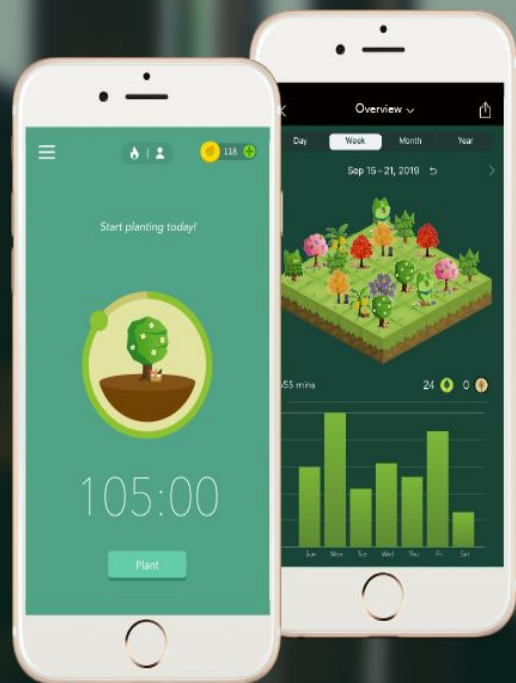 118
Start planting today!
105:00
Plant
Overview
Day Week Month Year
Sep 15-21, 2019
24 0
Sun Mon Tue Wed Thu Fri Sat